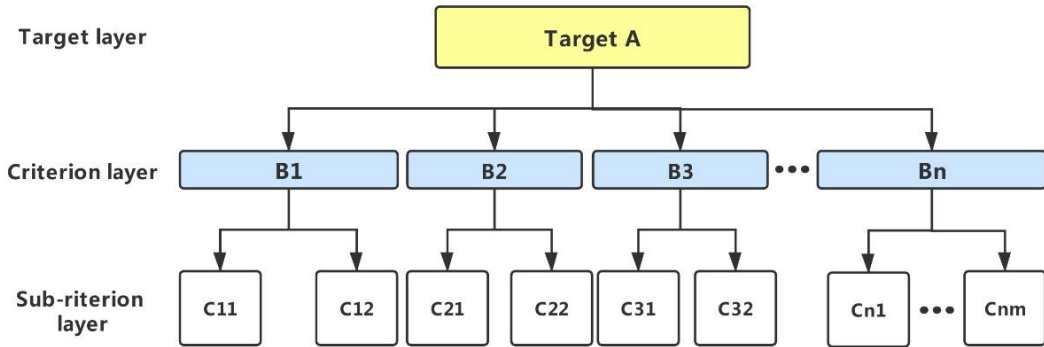 Target layer
Target A
Criterion layer
B1
B2
B3
•••
Bn
Sub-riterion
layer
C11
C12
C21
C22
C31
C32
Cn1
•••
Cnm